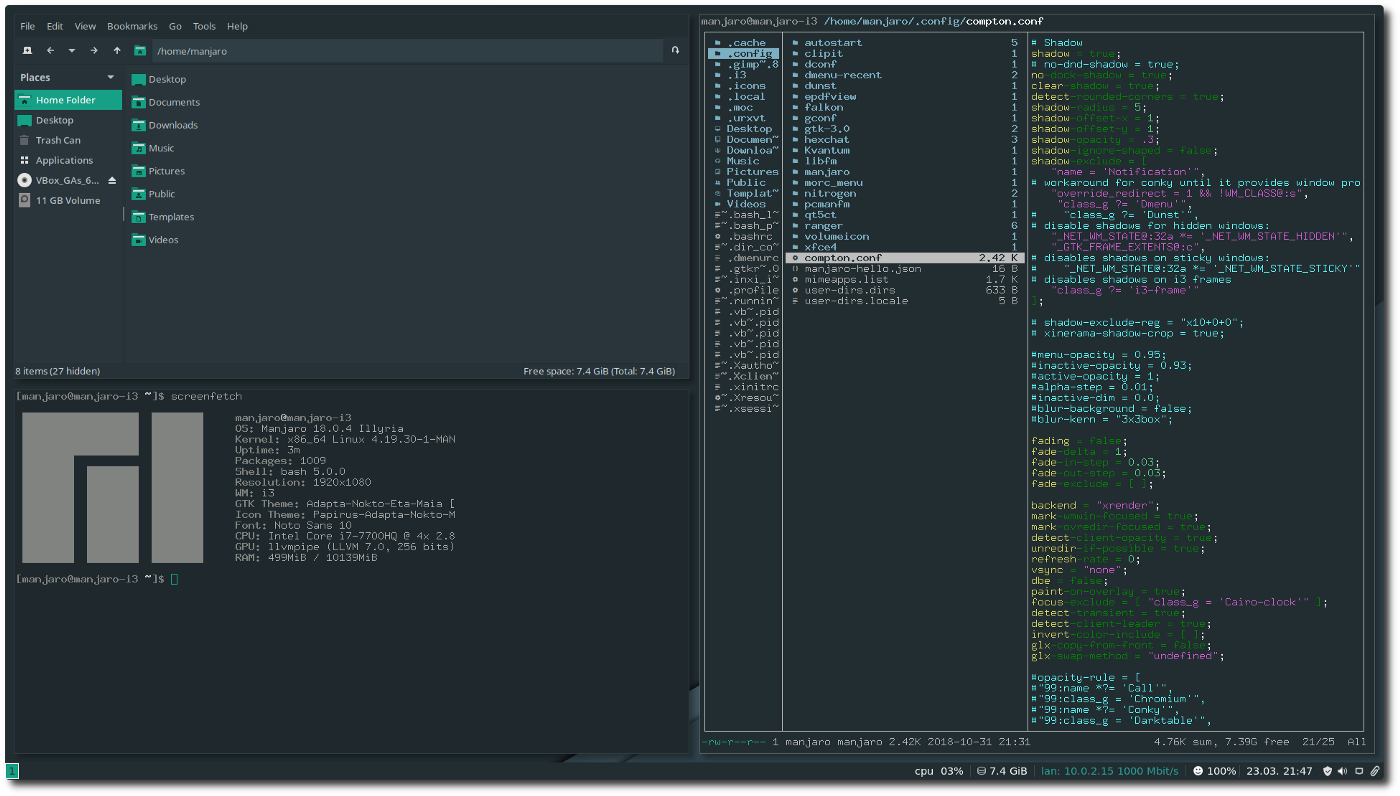 File Edit View Bookmarks Go Tools Help
/home/manjaro
Places
Home Folder
Desktop
Trash Can
Applications
VBox_GAs_6...
11 GB Volume
Desktop
Documents
Downloads
Music
Pictures
Public
Templates
Videos
8 items (27 hidden) Free space: 7.4 GiB (Total: 7.4 GiB)
[manjaro@manjaro-i3 ~]$ screenfetch
manjaro@manjaro-i3
OS: Manjaro 18.0.4 Illyria
Kernel: x86_64 Linux 4.19.30-1-MAN
Uptime: 3m
Packages: 1009
Shell: bash 5.0.0
Resolution: 1920x1080
WM: i3
GTK Theme: Adapta-Nokto-Eta-Maia [
Icon Theme: Papirus-Adapta-Nokto-M
Font: Noto Sans 10
CPU: Intel Core i7-7700HQ @ 4x 2.8
GPU: llvmpipe (LLVM 7.0, 256 bits)
RAM: 499MiB / 10139MiB
[manjaro@manjaro-i3 ~]$
manjaro@manjaro-i3 /home/manjaro/.config/compton.conf
.cache
.config
.gimp~.8
.i3
.icons
.local
.moc
.urxvt
Desktop
Documen~
Downloa~
Music
Pictures
Public
Templat~
Videos
.bash_l~
.bash_p~
.bashrc
.dir_co~
.dmenurc
.gtkr~.0
.inxi_i~
.profile
.runnin~
.vb~.pid
.vb~.pid
.vb~.pid
.vb~.pid
.vb~.pid
.Xautho~
.Xclien~
.xinitrc
.Xresou~
.xsessi~
autostart 5
clipit 1
dconf 1
dmenu-recent 2
dunst 1
epdfview 1
falkon 1
gconf 1
gtk-3.0 2
hexchat 3
Kvantum 1
libfm 1
manjaro 1
morc_menu 1
nitrogen 2
pcmanfm 1
qt5ct 1
ranger 6
volumeicon 1
xfce4 1
compton.conf 2.42 K
manjaro-hello.json 16 B
mimeapps.list 1.7 K
user-dirs.dirs 633 B
user-dirs.locale 5 B
# Shadow
shadow = true;
# no-dnd-shadow = true;
no-dock-shadow = true;
clear-shadow = true;
detect-rounded-corners = true;
shadow-radius = 5;
shadow-offset-x = 1;
shadow-offset-y = 1;
shadow-opacity = .3;
shadow-ignore-shaped = false;
shadow-exclude = [
"name = 'Notification'",
# workaround for conky until it provides window pro
"override_redirect = 1 && !WM_CLASS@:s",
"class_g ?= 'Dmenu'",
# "class_g ?= 'Dunst'",
# disable shadows for hidden windows:
"_NET_WM_STATE@:32a *= '_NET_WM_STATE_HIDDEN'",
"_GTK_FRAME_EXTENTS@:c",
# disables shadows on sticky windows:
# "_NET_WM_STATE@:32a *= '_NET_WM_STATE_STICKY'"
# disables shadows on i3 frames
"class_g ?= 'i3-frame'"
];
# shadow-exclude-reg = "x10+0+0";
# xinerama-shadow-crop = true;
#menu-opacity = 0.95;
#inactive-opacity = 0.93;
#active-opacity = 1;
#alpha-step = 0.01;
#inactive-dim = 0.0;
#blur-background = false;
#blur-kern = "3x3box";
fading = false;
fade-delta = 1;
fade-in-step = 0.03;
fade-out-step = 0.03;
fade-exclude = [ ];
backend = "xrender";
mark-wmwin-focused = true;
mark-ovredir-focused = true;
detect-client-opacity = true;
unredir-if-possible = true;
refresh-rate = 0;
vsync = "none";
dbe = false;
paint-on-overlay = true;
focus-exclude = [ "class_g = 'Cairo-clock'" ];
detect-transient = true;
detect-client-leader = true;
invert-color-include = [ ];
glx-copy-from-front = false;
glx-swap-method = "undefined";
#opacity-rule = [
#"99:name *?= 'Call'",
#"99:class_g = 'Chromium'",
#"99:name *?= 'Conky'",
#"99:class_g = 'Darktable'",
-rw-r--r-- 1 manjaro manjaro 2.42K 2018-10-31 21:31 4.76K sum, 7.39G free 21/25 All
1 cpu 03% 7.4 GiB lan: 10.0.2.15 1000 Mbit/s 100% 23.03. 21:47